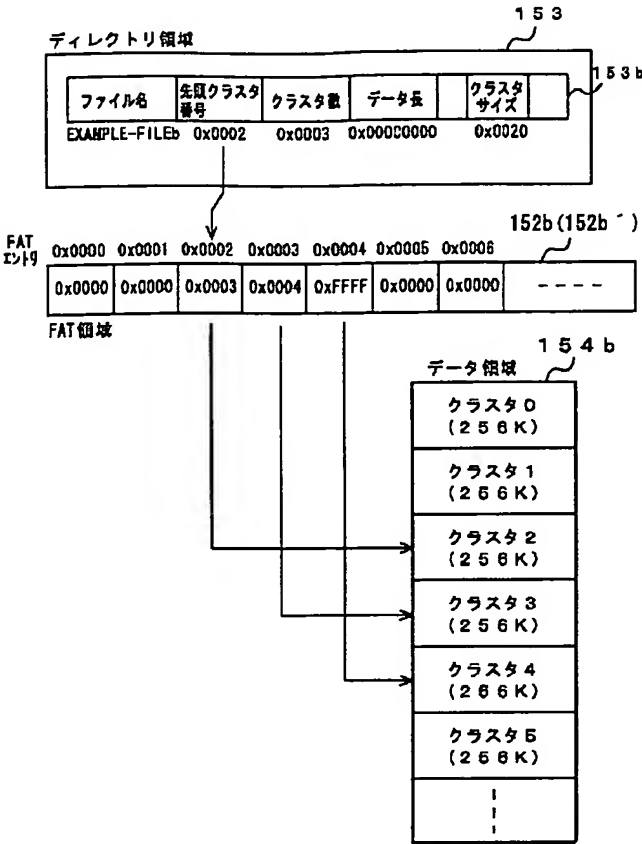 153
ディレクトリ領域
153b
ファイル名 先頭クラスタ番号 クラスタ数 データ長 クラスタサイズ
EXAMPLE-FILEb 0x0002 0x0003 0x00000000 0x0020
152b(152b´)
FATエントリ 0x0000 0x0001 0x0002 0x0003 0x0004 0x0005 0x0006
0x0000 0x0000 0x0003 0x0004 0xFFFF 0x0000 0x0000 -----
FAT領域
154b
データ領域
クラスタ0
(256K)
クラスタ1
(256K)
クラスタ2
(256K)
クラスタ3
(256K)
クラスタ4
(266K)
クラスタ5
(256K)